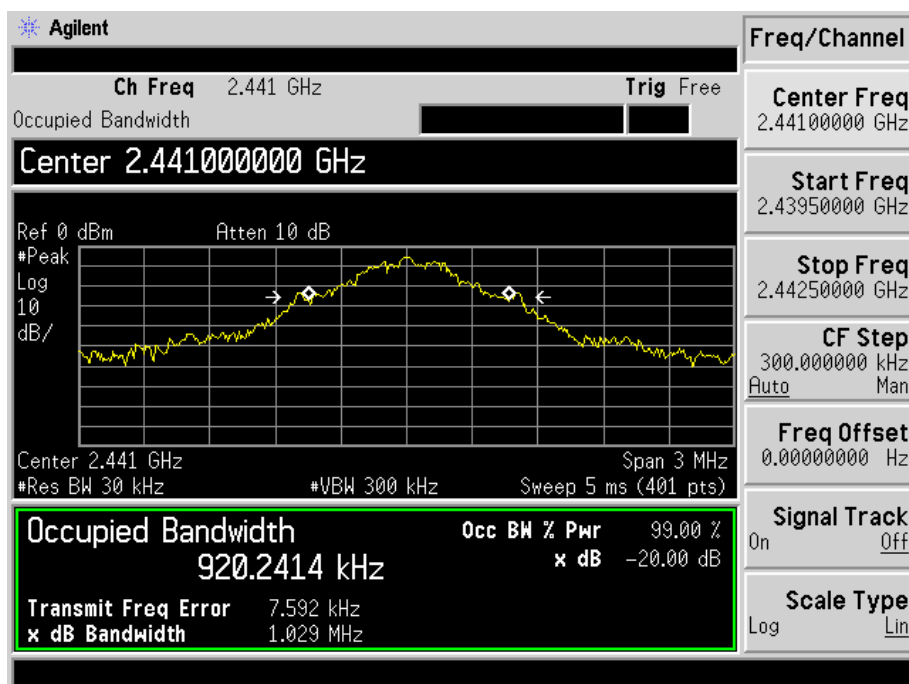 Agilent
Freq/Channel
Ch Freq 2.441 GHz Trig Free
Occupied Bandwidth
Center 2.441000000 GHz
Ref 0 dBm Atten 10 dB
#Peak
Log
10
dB/
Center 2.441 GHz Span 3 MHz
#Res BW 30 kHz #VBW 300 kHz Sweep 5 ms (401 pts)
Occupied Bandwidth Occ BW % Pwr 99.00 %
920.2414 kHz x dB -20.00 dB
Transmit Freq Error 7.592 kHz
x dB Bandwidth 1.029 MHz
Center Freq
2.44100000 GHz
Start Freq
2.43950000 GHz
Stop Freq
2.44250000 GHz
CF Step
300.000000 kHz
Auto Man
Freq Offset
0.00000000 Hz
Signal Track
On Off
Scale Type
Log Lin